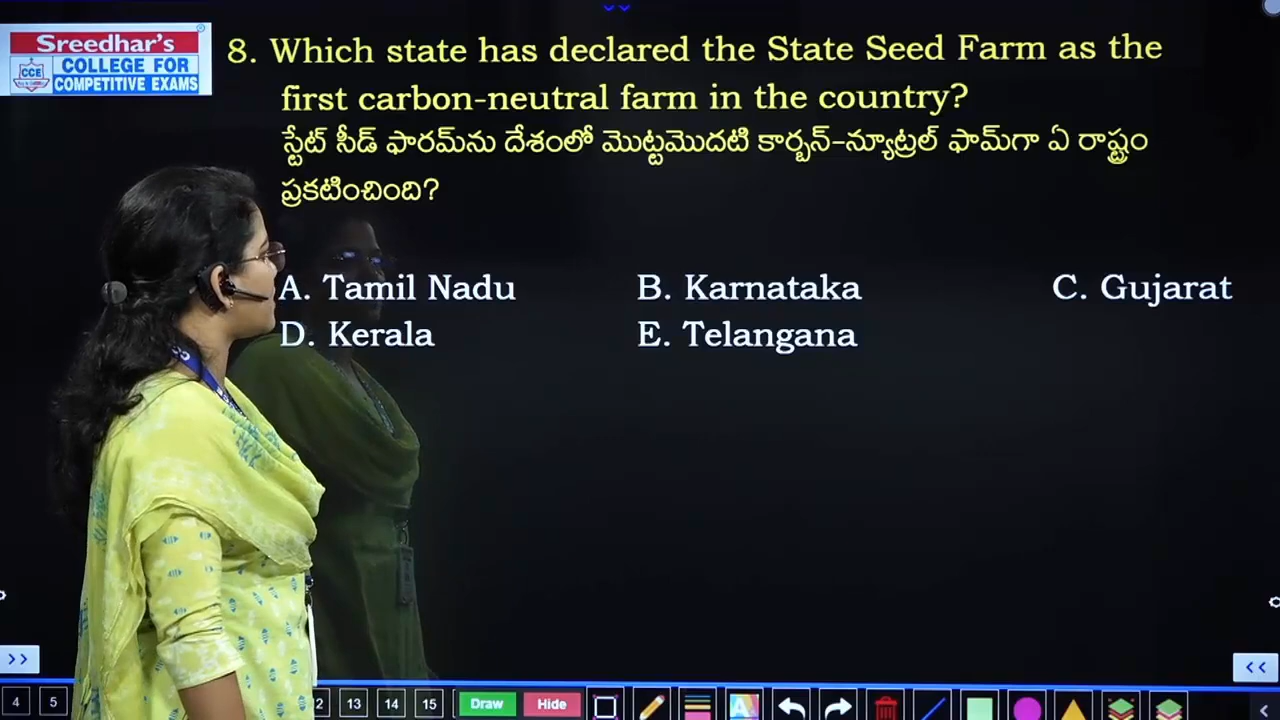 Sreedhar's
CCE
COLLEGE FOR
COMPETITIVE EXAMS
8. Which state has declared the State Seed Farm as the
first carbon-neutral farm in the country?
స్టేట్ సీడ్ ఫారమ్‌ను దేశంలో మొట్టమొదటి కార్బన్-న్యూట్రల్ ఫామ్‌గా ఏ రాష్ట్రం
ప్రకటించింది?
A. Tamil Nadu B. Karnataka C. Gujarat
D. Kerala E. Telangana
>> <<
4 5 2 13 14 15 Draw Hide A <